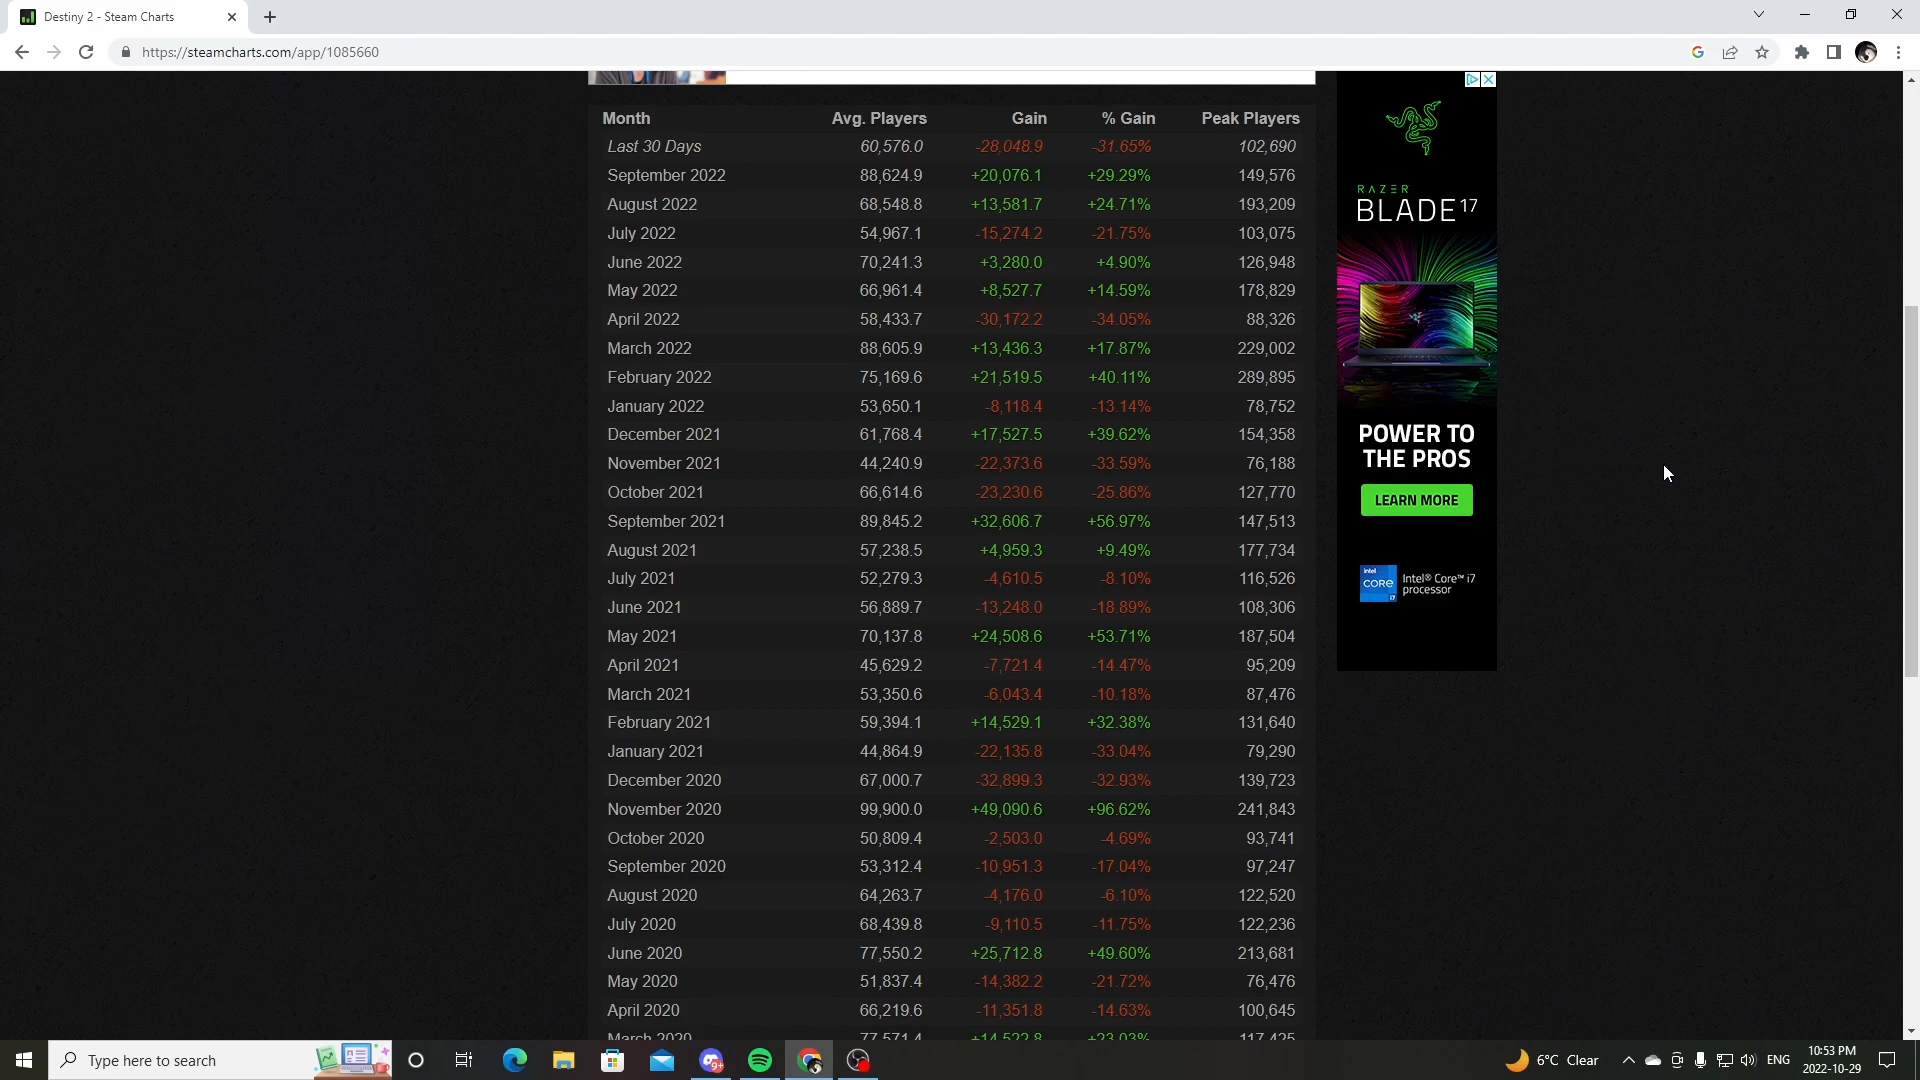 Destiny 2 - Steam Charts
https://steamcharts.com/app/1085660
Month Avg. Players Gain % Gain Peak Players
Last 30 Days 60,576.0 -28,048.9 -31.65% 102,690
September 2022 88,624.9 +20,076.1 +29.29% 149,576
August 2022 68,548.8 +13,581.7 +24.71% 193,209
July 2022 54,967.1 -15,274.2 -21.75% 103,075
June 2022 70,241.3 +3,280.0 +4.90% 126,948
May 2022 66,961.4 +8,527.7 +14.59% 178,829
April 2022 58,433.7 -30,172.2 -34.05% 88,326
March 2022 88,605.9 +13,436.3 +17.87% 229,002
February 2022 75,169.6 +21,519.5 +40.11% 289,895
January 2022 53,650.1 -8,118.4 -13.14% 78,752
December 2021 61,768.4 +17,527.5 +39.62% 154,358
November 2021 44,240.9 -22,373.6 -33.59% 76,188
October 2021 66,614.6 -23,230.6 -25.86% 127,770
September 2021 89,845.2 +32,606.7 +56.97% 147,513
August 2021 57,238.5 +4,959.3 +9.49% 177,734
July 2021 52,279.3 -4,610.5 -8.10% 116,526
June 2021 56,889.7 -13,248.0 -18.89% 108,306
May 2021 70,137.8 +24,508.6 +53.71% 187,504
April 2021 45,629.2 -7,721.4 -14.47% 95,209
March 2021 53,350.6 -6,043.4 -10.18% 87,476
February 2021 59,394.1 +14,529.1 +32.38% 131,640
January 2021 44,864.9 -22,135.8 -33.04% 79,290
December 2020 67,000.7 -32,899.3 -32.93% 139,723
November 2020 99,900.0 +49,090.6 +96.62% 241,843
October 2020 50,809.4 -2,503.0 -4.69% 93,741
September 2020 53,312.4 -10,951.3 -17.04% 97,247
August 2020 64,263.7 -4,176.0 -6.10% 122,520
July 2020 68,439.8 -9,110.5 -11.75% 122,236
June 2020 77,550.2 +25,712.8 +49.60% 213,681
May 2020 51,837.4 -14,382.2 -21.72% 76,476
April 2020 66,219.6 -11,351.8 -14.63% 100,645
March 2020 77,571.4 +14,522.8 +23.03% 117,425
RAZER
BLADE 17
POWER TO
THE PROS
LEARN MORE
intel
CORE
i7
Intel® Core™ i7
processor
Type here to search
9+
6°C Clear
ENG
10:53 PM
2022-10-29